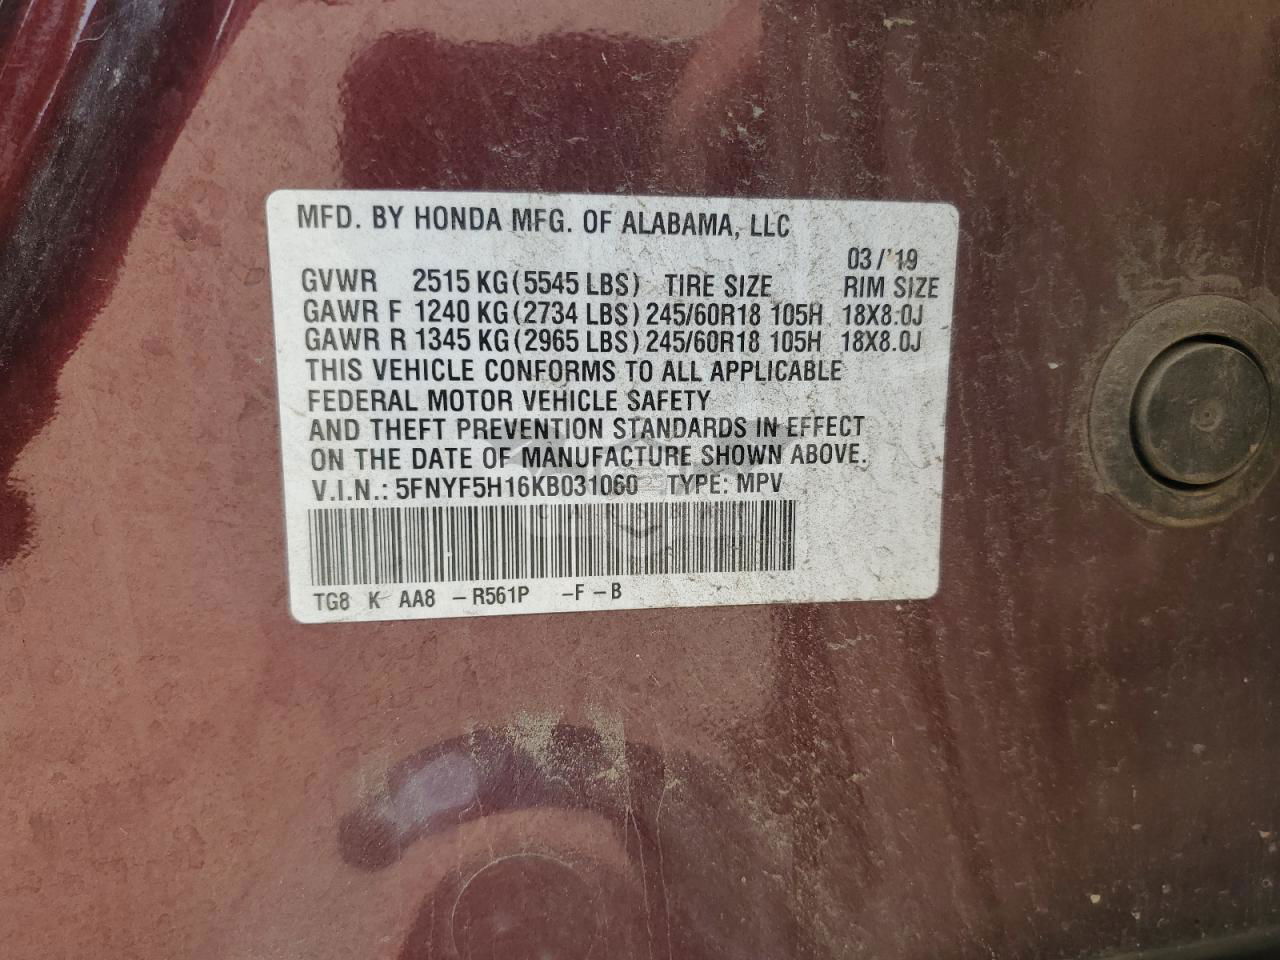 MFD. BY HONDA MFG. OF ALABAMA, LLC
03/'19
GVWR 2515 KG (5545 LBS) TIRE SIZE RIM SIZE
GAWR F 1240 KG (2734 LBS) 245/60R18 105H 18X8.0J
GAWR R 1345 KG (2965 LBS) 245/60R18 105H 18X8.0J
THIS VEHICLE CONFORMS TO ALL APPLICABLE
FEDERAL MOTOR VEHICLE SAFETY
AND THEFT PREVENTION STANDARDS IN EFFECT
ON THE DATE OF MANUFACTURE SHOWN ABOVE.
V.I.N.: 5FNYF5H16KB031060 TYPE: MPV
TG8 K AA8 -R561P -F -B